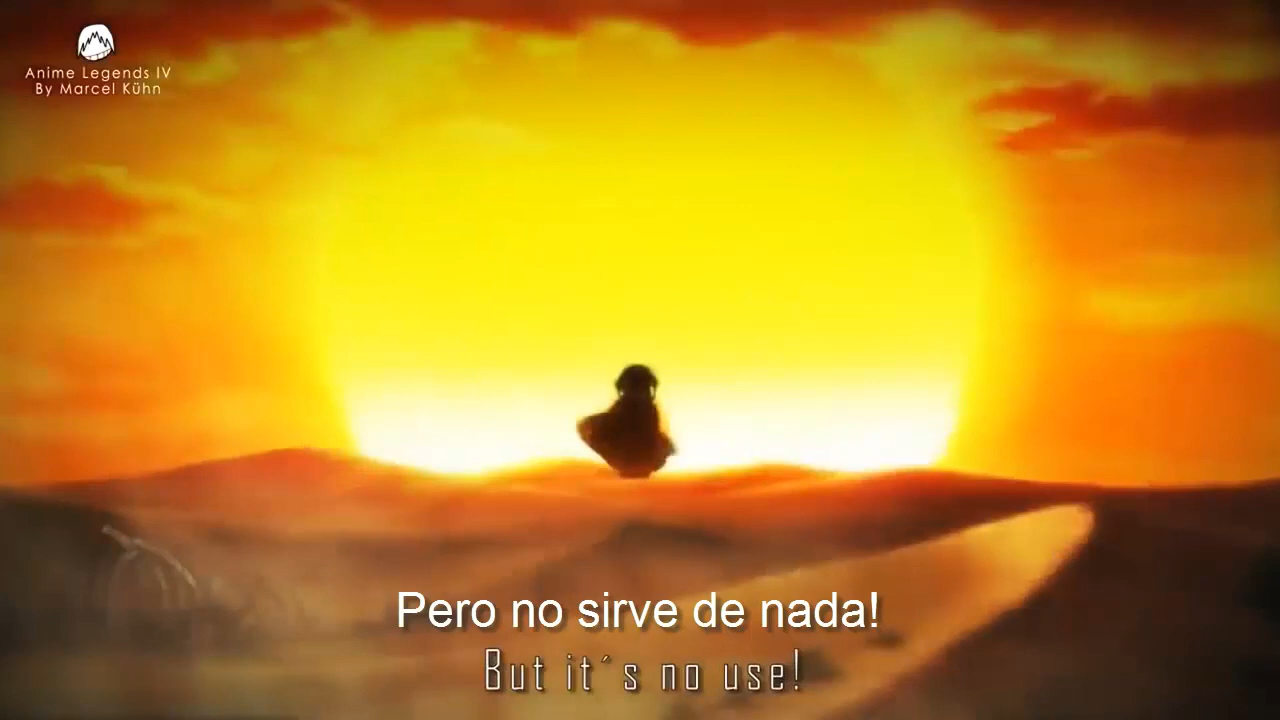 Anime Legends IV
By Marcel Kühn
Pero no sirve de nada!
But it´s no use!